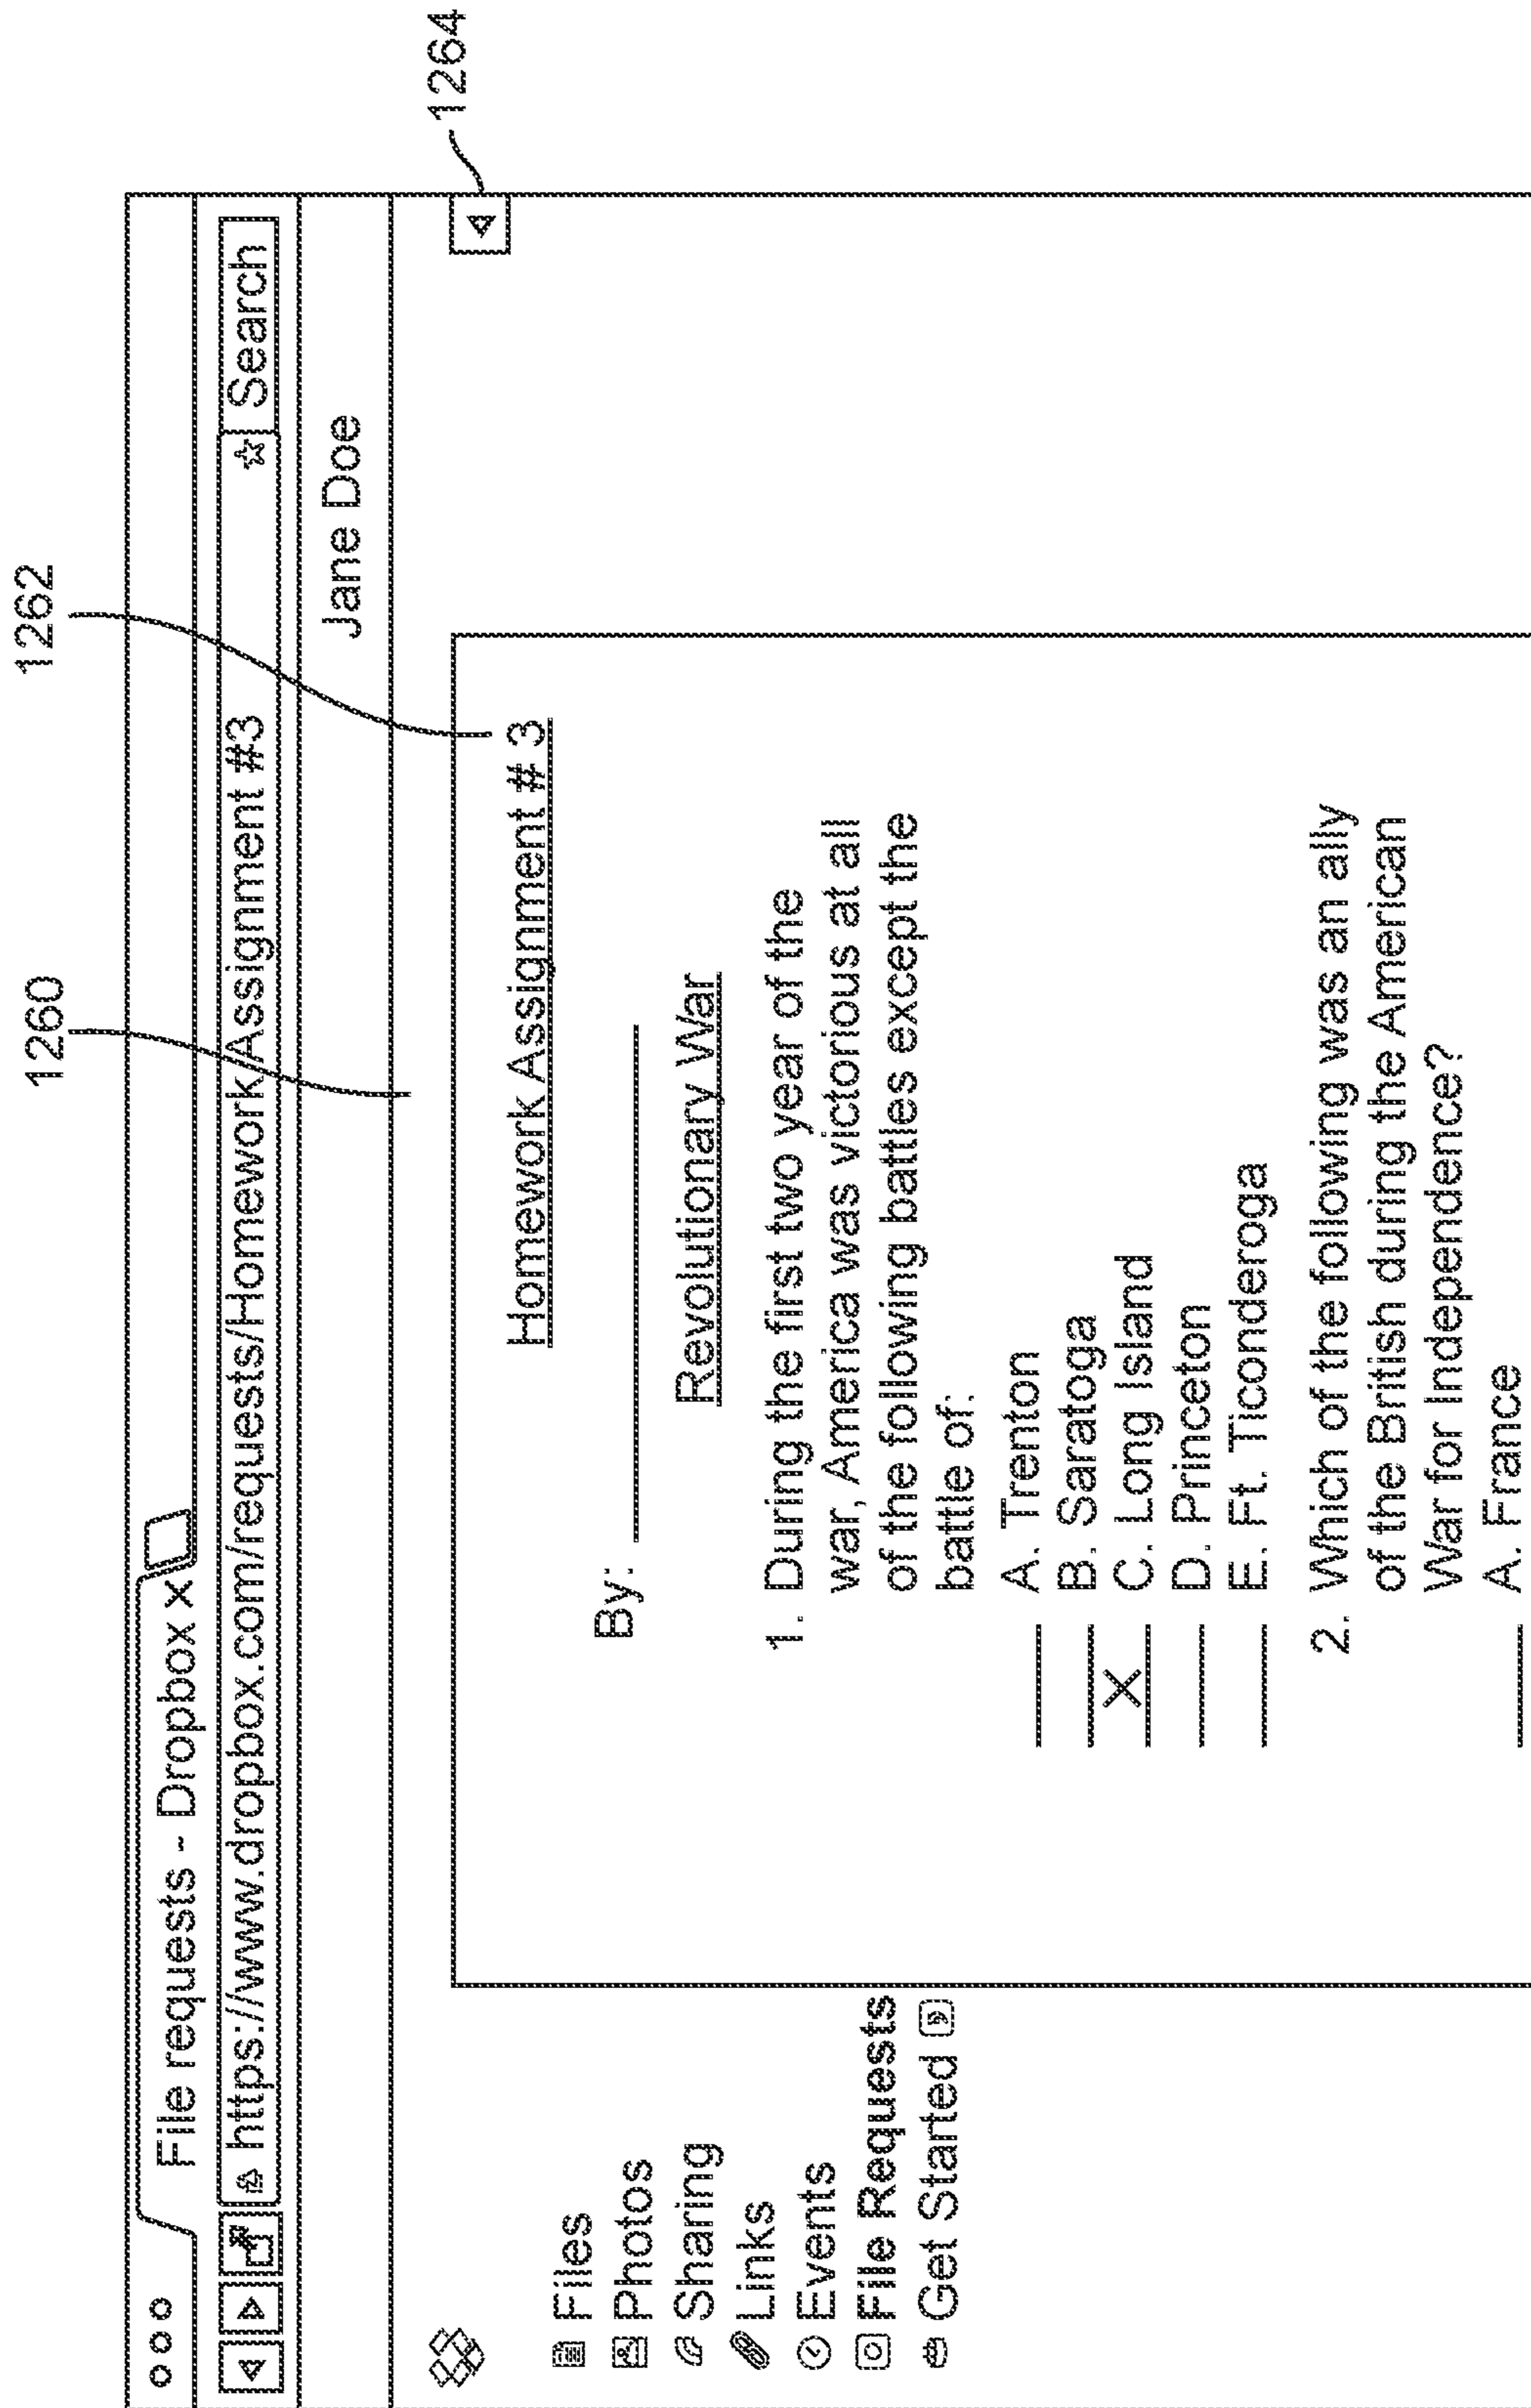 1260
1262
File requests - Dropbox x
https://www.dropbox.com/requests/Homework/Assignment #3
Search
Jane Doe
1264
Files
Photos
Sharing
Links
Events
File Requests
Get Started
Homework Assignment # 3
By:
Revolutionary War
1. During the first two year of the
war, America was victorious at all
of the following battles except the
battle of:
A. Trenton
B. Saratoga
X C. Long Island
D. Princeton
E. Ft. Ticonderoga
2. Which of the following was an ally
of the British during the American
War for Independence?
A. France